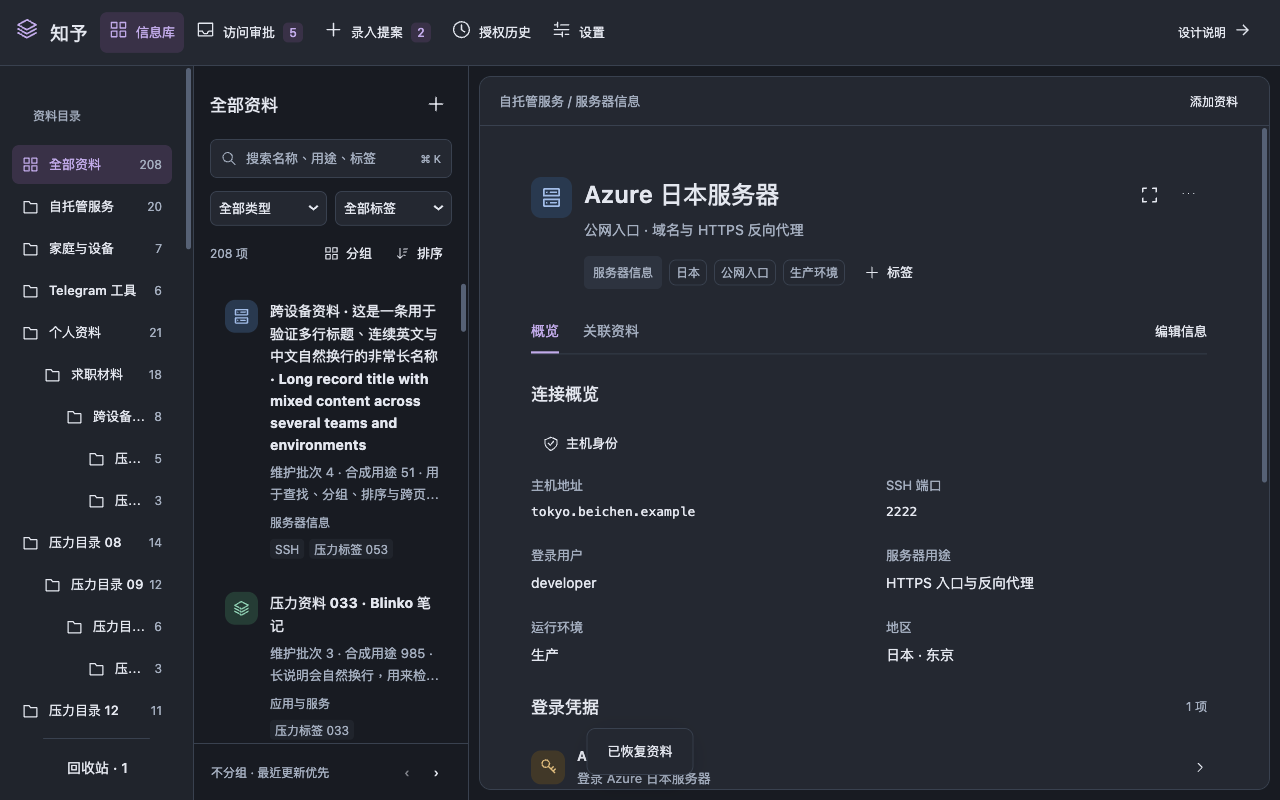 知予
信息库
访问审批 5
录入提案 2
授权历史
设置
设计说明
资料目录
全部资料 208
自托管服务 20
家庭与设备 7
Telegram 工具 6
个人资料 21
求职材料 18
跨设备... 8
压... 5
压... 3
压力目录 08 14
压力目录 09 12
压力目... 6
压... 3
压力目录 12 11
回收站 · 1
全部资料
搜索名称、用途、标签 ⌘ K
全部类型 全部标签
208 项 分组 排序
跨设备资料 · 这是一条用于
验证多行标题、连续英文与
中文自然换行的非常长名称
· Long record title with
mixed content across
several teams and
environments
维护批次 4 · 合成用途 51 · 用
于查找、分组、排序与跨页...
服务器信息
SSH 压力标签 053
压力资料 033 · Blinko 笔
记
维护批次 3 · 合成用途 985 ·
长说明会自然换行，用来检...
应用与服务
压力标签 033
不分组 · 最近更新优先 ‹ ›
自托管服务 / 服务器信息 添加资料
Azure 日本服务器 ...
公网入口 · 域名与 HTTPS 反向代理
服务器信息 日本 公网入口 生产环境 标签
概览 关联资料 编辑信息
连接概览
主机身份
主机地址 SSH 端口
tokyo.beichen.example 2222
登录用户 服务器用途
developer HTTPS 入口与反向代理
运行环境 地区
生产 日本 · 东京
登录凭据 1 项
A
已恢复资料
登录 Azure 日本服务器